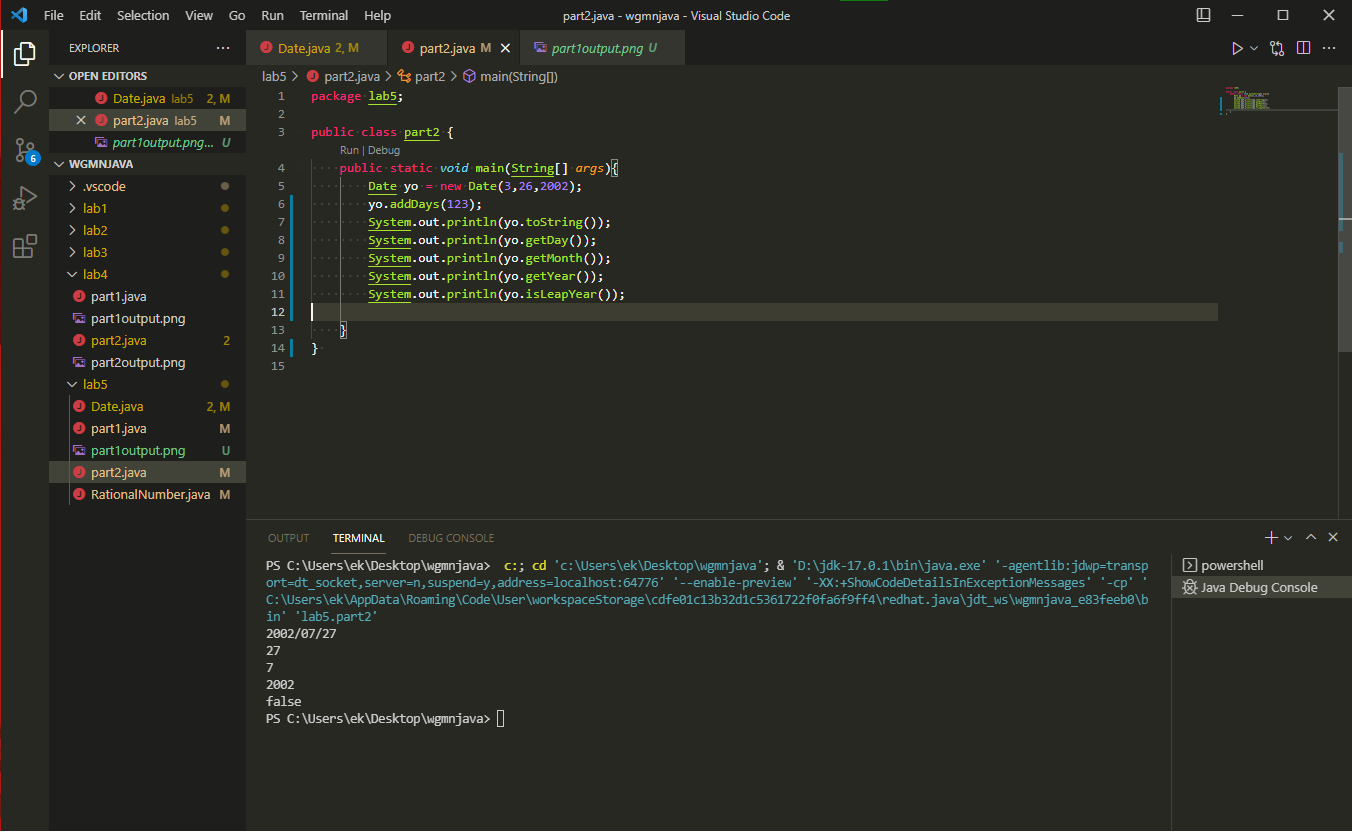 File Edit Selection View Go Run Terminal Help part2.java - wgmnjava - Visual Studio Code
EXPLORER
OPEN EDITORS
Date.java lab5 2, M
part2.java lab5 M
part1output.png... U
WGMNJAVA
.vscode
lab1
lab2
lab3
lab4
part1.java
part1output.png
part2.java 2
part2output.png
lab5
Date.java 2, M
part1.java M
part1output.png U
part2.java M
RationalNumber.java M
6
Date.java 2, M part2.java M part1output.png U
lab5 > part2.java > part2 > main(String[])
1 package lab5;
2
3 public class part2 {
Run | Debug
4 public static void main(String[] args){
5 Date yo = new Date(3,26,2002);
6 yo.addDays(123);
7 System.out.println(yo.toString());
8 System.out.println(yo.getDay());
9 System.out.println(yo.getMonth());
10 System.out.println(yo.getYear());
11 System.out.println(yo.isLeapYear());
12
13 }
14 }
15
OUTPUT TERMINAL DEBUG CONSOLE
PS C:\Users\ek\Desktop\wgmnjava> c:; cd 'c:\Users\ek\Desktop\wgmnjava'; & 'D:\jdk-17.0.1\bin\java.exe' '-agentlib:jdwp=transp
ort=dt_socket,server=n,suspend=y,address=localhost:64776' '--enable-preview' '-XX:+ShowCodeDetailsInExceptionMessages' '-cp' '
C:\Users\ek\AppData\Roaming\Code\User\workspaceStorage\cdfe01c13b32d1c5361722f0fa6f9ff4\redhat.java\jdt_ws\wgmnjava_e83feeb0\b
in' 'lab5.part2'
2002/07/27
27
7
2002
false
PS C:\Users\ek\Desktop\wgmnjava>
powershell
Java Debug Console